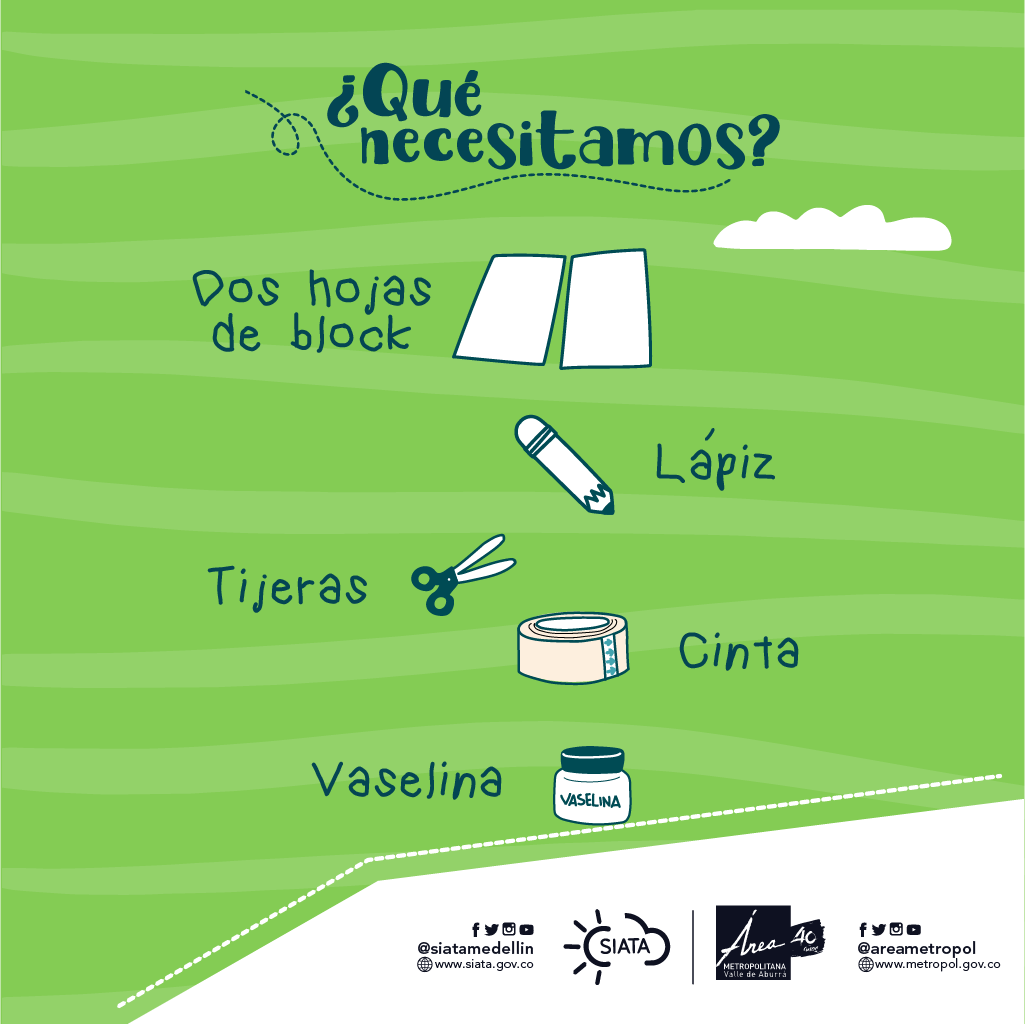 ¿Qué
necesitamos?
Dos hojas
de block
Lápiz
Tijeras
Cinta
Vaselina
VASELINA
@siatamedellin
www.siata.gov.co
SIATA
Área
METROPOLITANA
Valle de Aburrá
40
@areametropol
www.metropol.gov.co